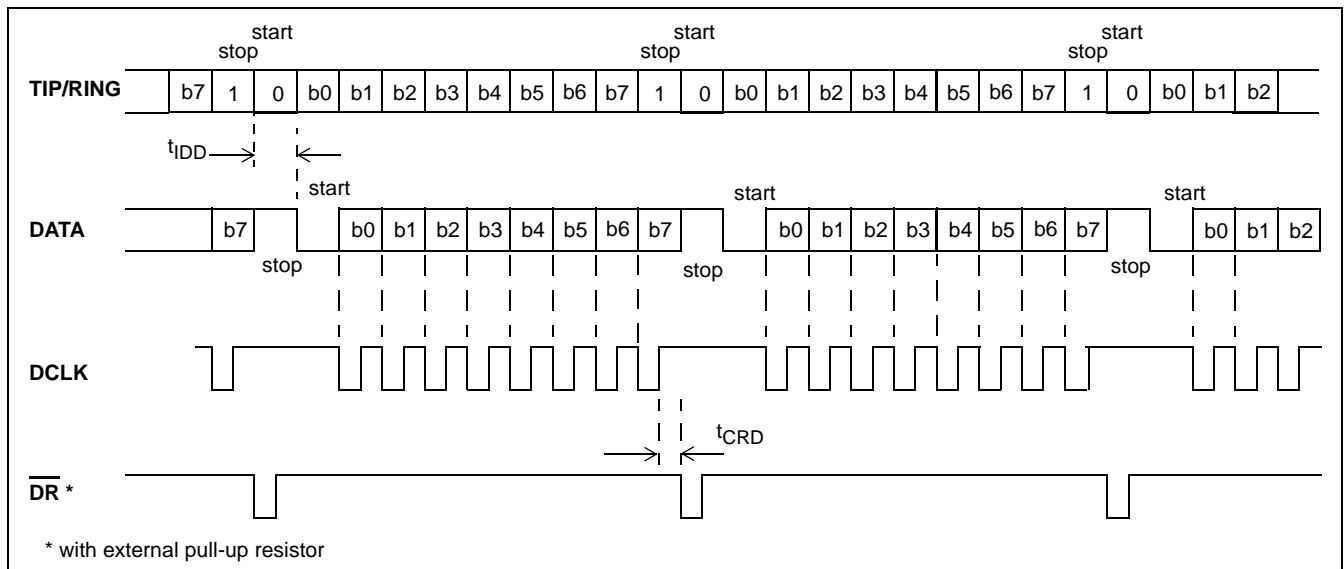 start start start
stop stop stop
TIP/RING b7 1 0 b0 b1 b2 b3 b4 b5 b6 b7 1 0 b0 b1 b2 b3 b4 b5 b6 b7 1 0 b0 b1 b2
tIDD
start start start
DATA b7 b0 b1 b2 b3 b4 b5 b6 b7 b0 b1 b2 b3 b4 b5 b6 b7 b0 b1 b2
stop stop stop
DCLK
tCRD
DR *
* with external pull-up resistor